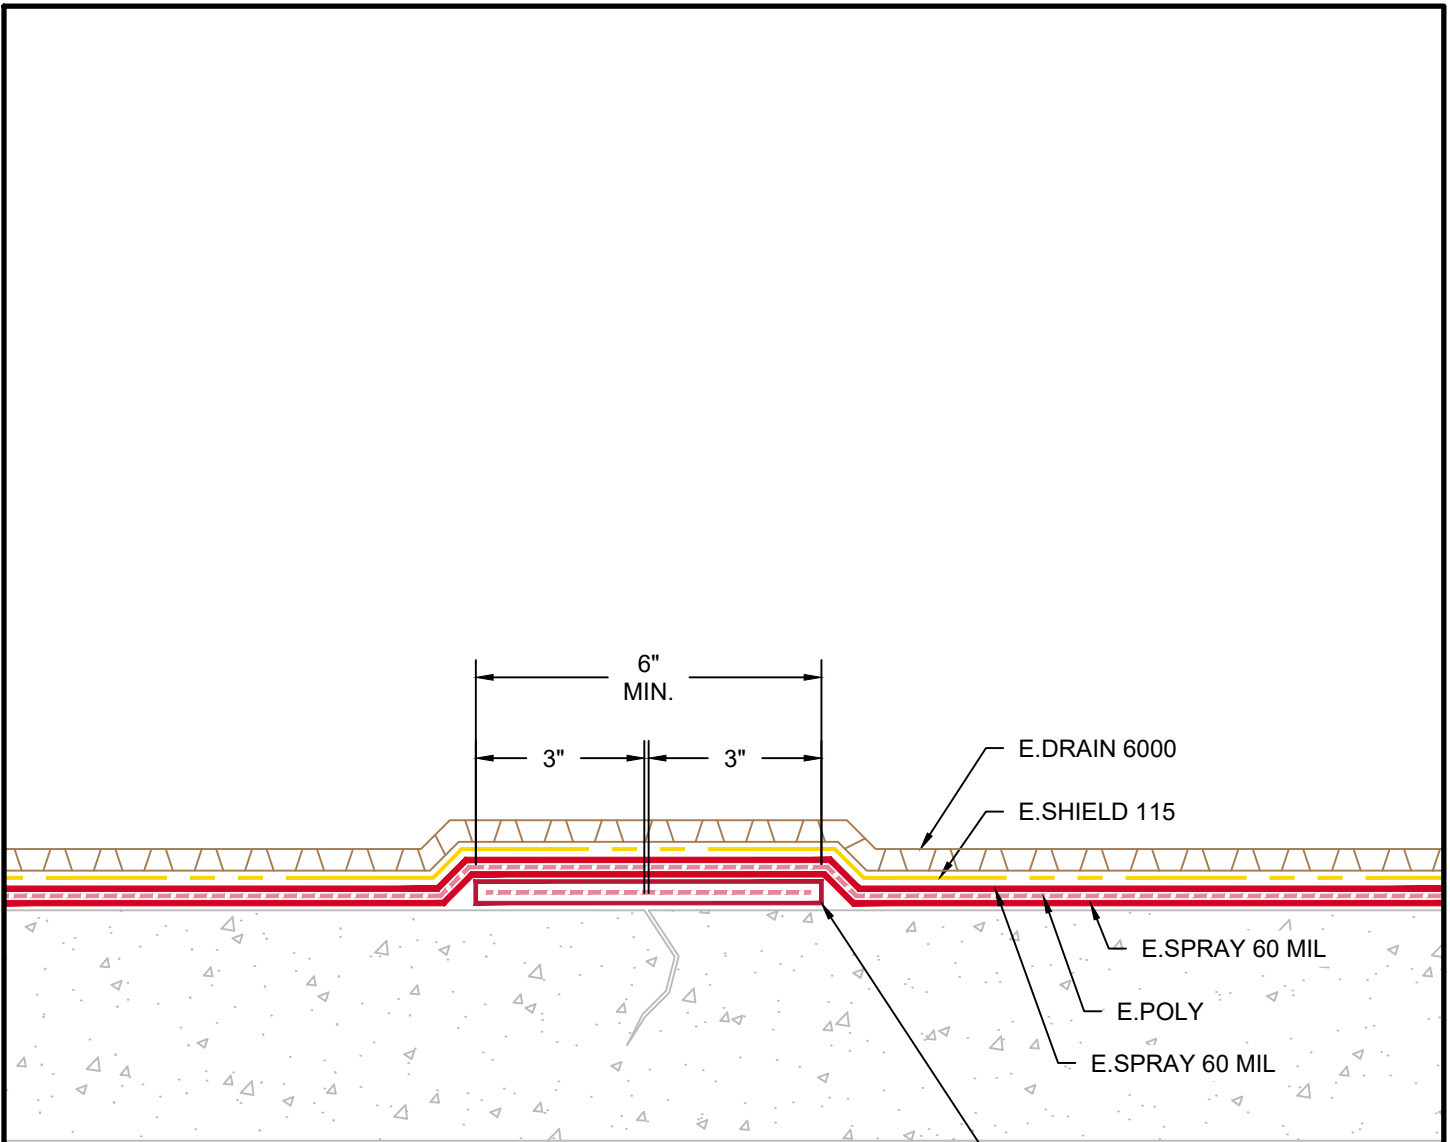 6"
MIN.
3"
3"
E.DRAIN 6000
E.SHIELD 115
E.SPRAY 60 MIL
E.POLY
E.SPRAY 60 MIL